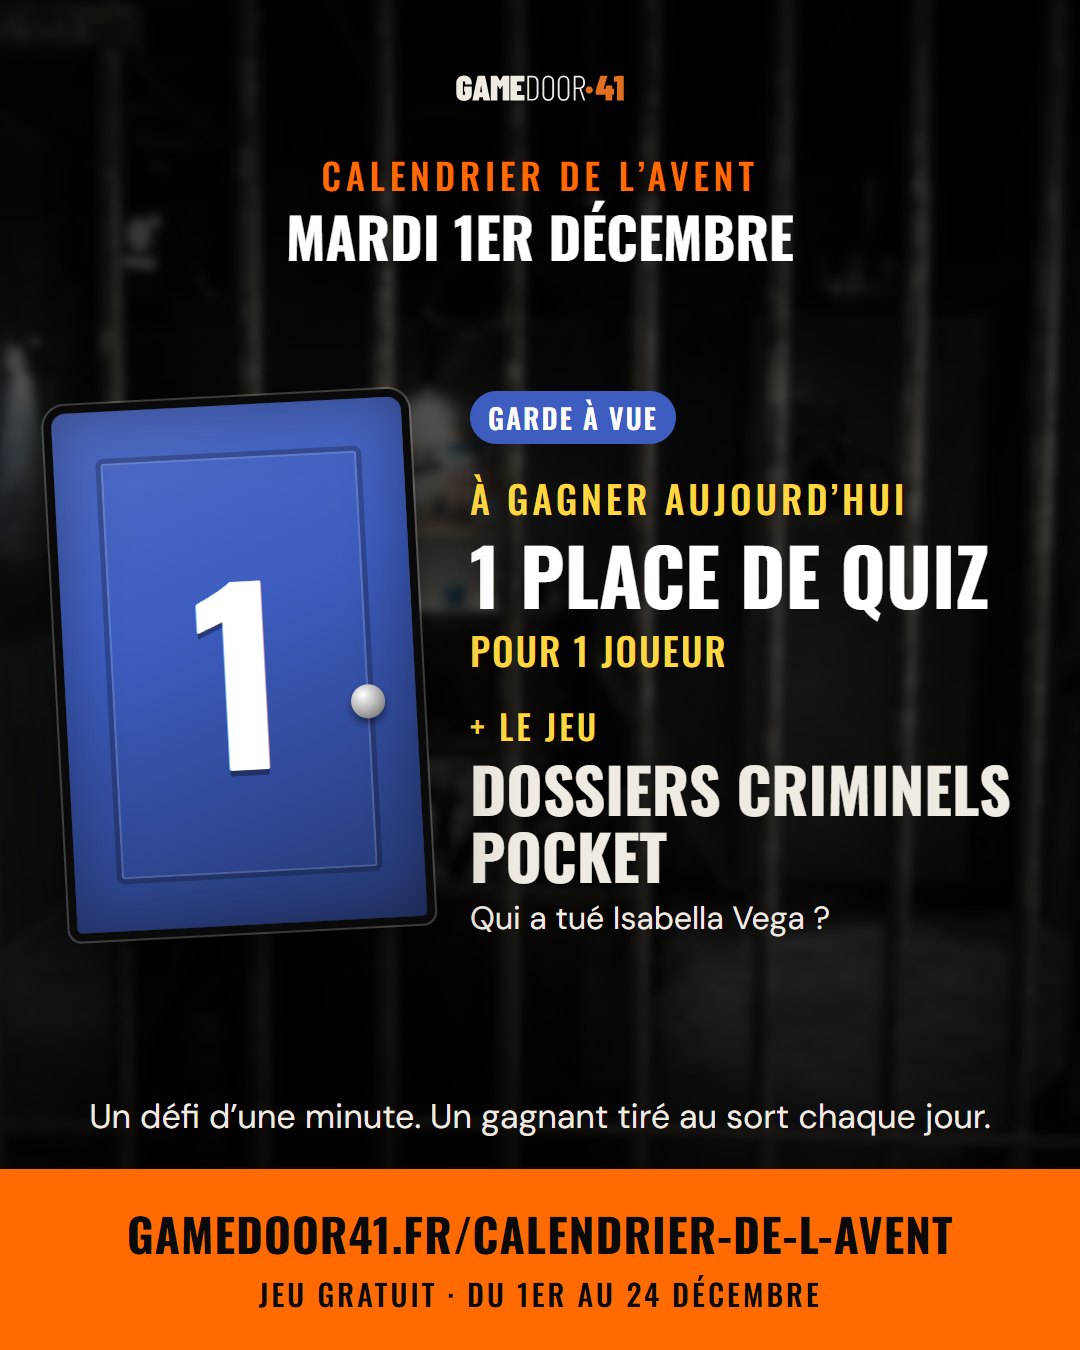 GAMEDOOR·41
CALENDRIER DE L’AVENT
MARDI 1ER DÉCEMBRE
1
GARDE À VUE
À GAGNER AUJOURD’HUI
1 PLACE DE QUIZ
POUR 1 JOUEUR
+ LE JEU
DOSSIERS CRIMINELS
POCKET
Qui a tué Isabella Vega ?
Un défi d’une minute. Un gagnant tiré au sort chaque jour.
GAMEDOOR41.FR/CALENDRIER-DE-L-AVENT
JEU GRATUIT · DU 1ER AU 24 DÉCEMBRE